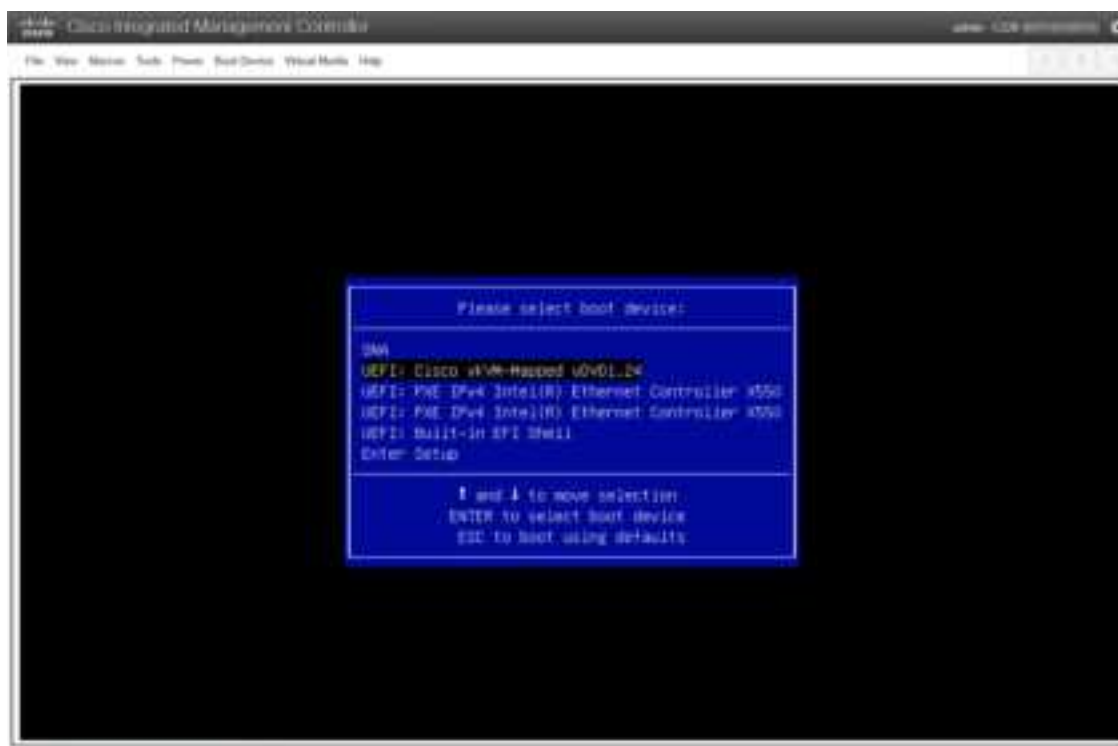 Cisco Integrated Management Controller
File View Macros Tools Power Boot Device Virtual Media Help
Please select boot device:
DNA
UEFI: Cisco vKVM-Mapped vDVD1.24
UEFI: PXE IPv4 Intel(R) Ethernet Controller X550
UEFI: PXE IPv4 Intel(R) Ethernet Controller X550
UEFI: Built-in EFI Shell
Enter Setup
↑ and ↓ to move selection
ENTER to select boot device
ESC to boot using defaults